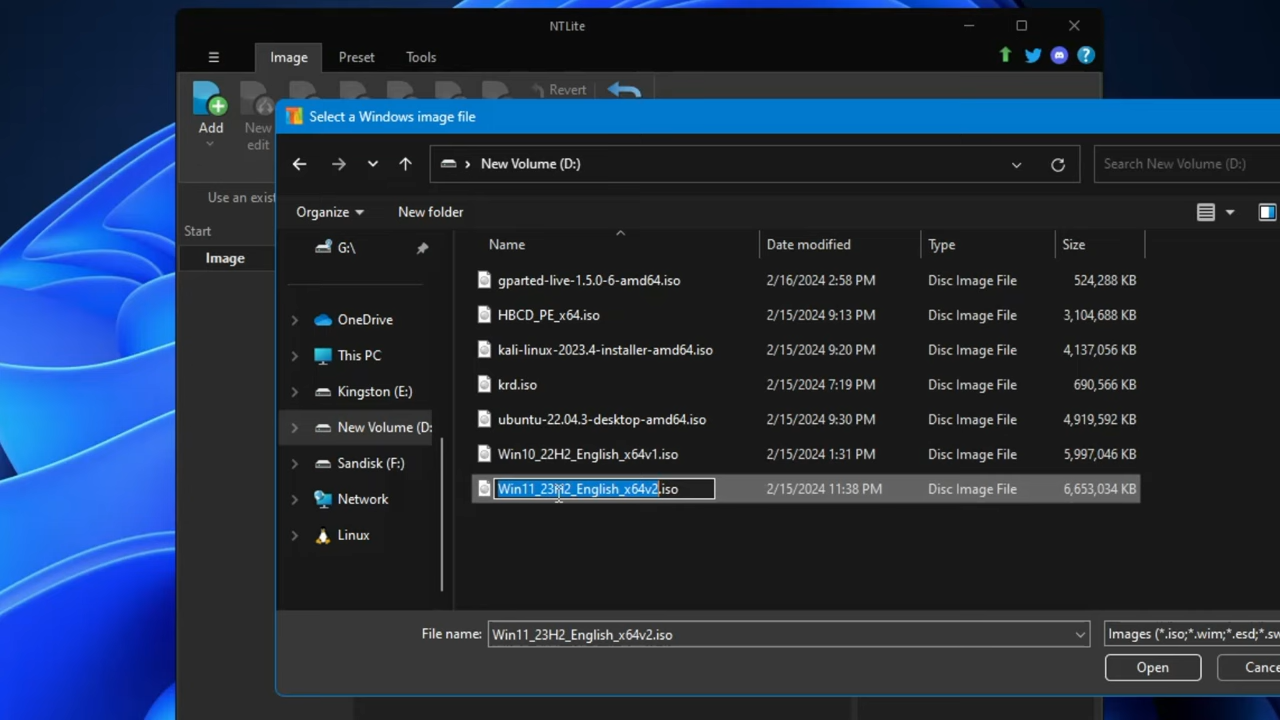 NTLite
Image Preset Tools
Revert
Add
New
edit
Select a Windows image file
New Volume (D:)
Search New Volume (D:)
Use an exist
Organize
New folder
Start
Image
G:\
OneDrive
This PC
Kingston (E:)
New Volume (D:
Sandisk (F:)
Network
Linux
Name Date modified Type Size
gparted-live-1.5.0-6-amd64.iso 2/16/2024 2:58 PM Disc Image File 524,288 KB
HBCD_PE_x64.iso 2/15/2024 9:13 PM Disc Image File 3,104,688 KB
kali-linux-2023.4-installer-amd64.iso 2/15/2024 9:20 PM Disc Image File 4,137,056 KB
krd.iso 2/15/2024 7:19 PM Disc Image File 690,566 KB
ubuntu-22.04.3-desktop-amd64.iso 2/15/2024 9:30 PM Disc Image File 4,919,592 KB
Win10_22H2_English_x64v1.iso 2/15/2024 1:31 PM Disc Image File 5,997,046 KB
Win11_23H2_English_x64v2.iso 2/15/2024 11:38 PM Disc Image File 6,653,034 KB
File name: Win11_23H2_English_x64v2.iso
Images (*.iso;*.wim;*.esd;*.sw
Open
Cance